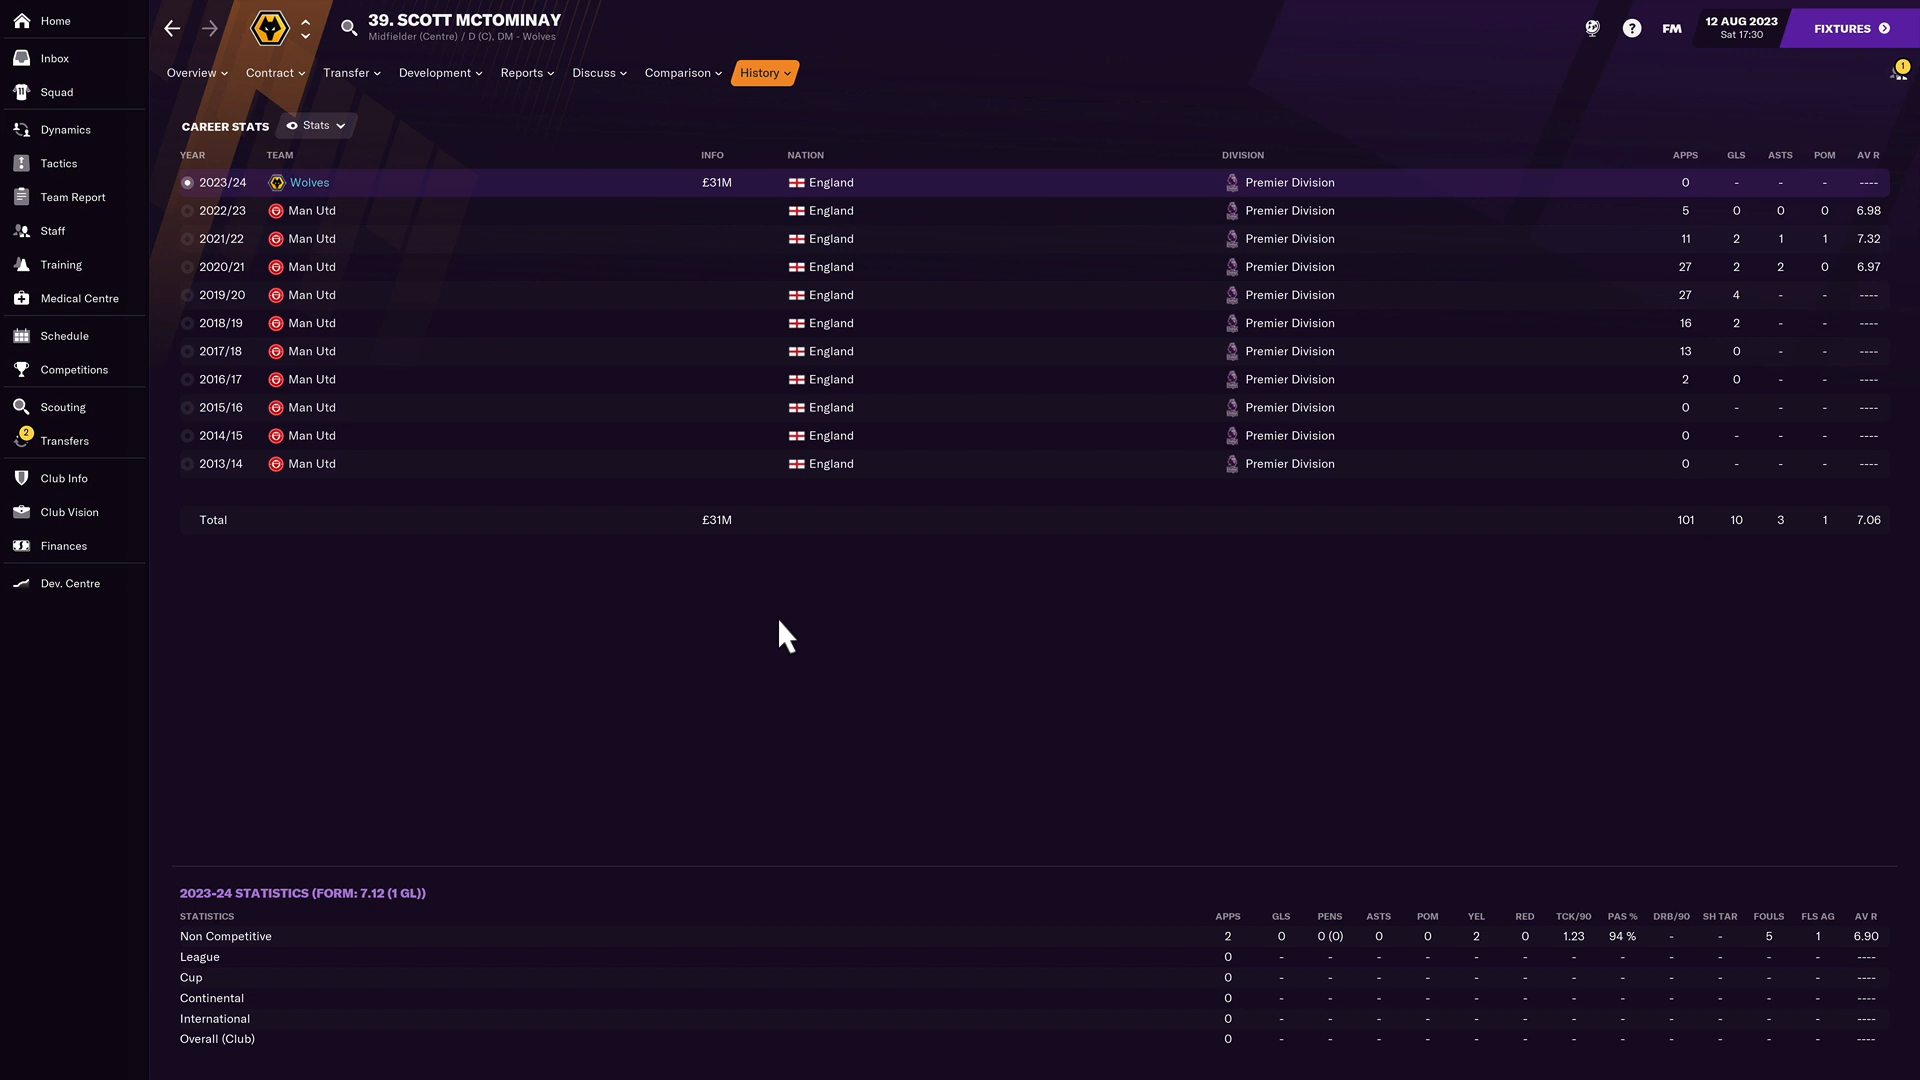 Home
Inbox
Squad
Dynamics
Tactics
Team Report
Staff
Training
Medical Centre
Schedule
Competitions
Scouting
2
Transfers
Club Info
Club Vision
Finances
Dev. Centre
39. SCOTT MCTOMINAY
Midfielder (Centre) / D (C), DM - Wolves
? FM
12 AUG 2023
Sat 17:30
FIXTURES
1
Overview Contract Transfer Development Reports Discuss Comparison History
CAREER STATS Stats
YEAR TEAM INFO NATION DIVISION APPS GLS ASTS POM AV R
2023/24 Wolves £31M England Premier Division 0 - - - ----
2022/23 Man Utd England Premier Division 5 0 0 0 6.98
2021/22 Man Utd England Premier Division 11 2 1 1 7.32
2020/21 Man Utd England Premier Division 27 2 2 0 6.97
2019/20 Man Utd England Premier Division 27 4 - - ----
2018/19 Man Utd England Premier Division 16 2 - - ----
2017/18 Man Utd England Premier Division 13 0 - - ----
2016/17 Man Utd England Premier Division 2 0 - - ----
2015/16 Man Utd England Premier Division 0 - - - ----
2014/15 Man Utd England Premier Division 0 - - - ----
2013/14 Man Utd England Premier Division 0 - - - ----
Total £31M 101 10 3 1 7.06
2023-24 STATISTICS (FORM: 7.12 (1 GL))
STATISTICS APPS GLS PENS ASTS POM YEL RED TCK/90 PAS % DRB/90 SH TAR FOULS FLS AG AV R
Non Competitive 2 0 0 (0) 0 0 2 0 1.23 94 % - - 5 1 6.90
League 0 - - - - - - - - - - - - ----
Cup 0 - - - - - - - - - - - - ----
Continental 0 - - - - - - - - - - - - ----
International 0 - - - - - - - - - - - - ----
Overall (Club) 0 - - - - - - - - - - - - ----